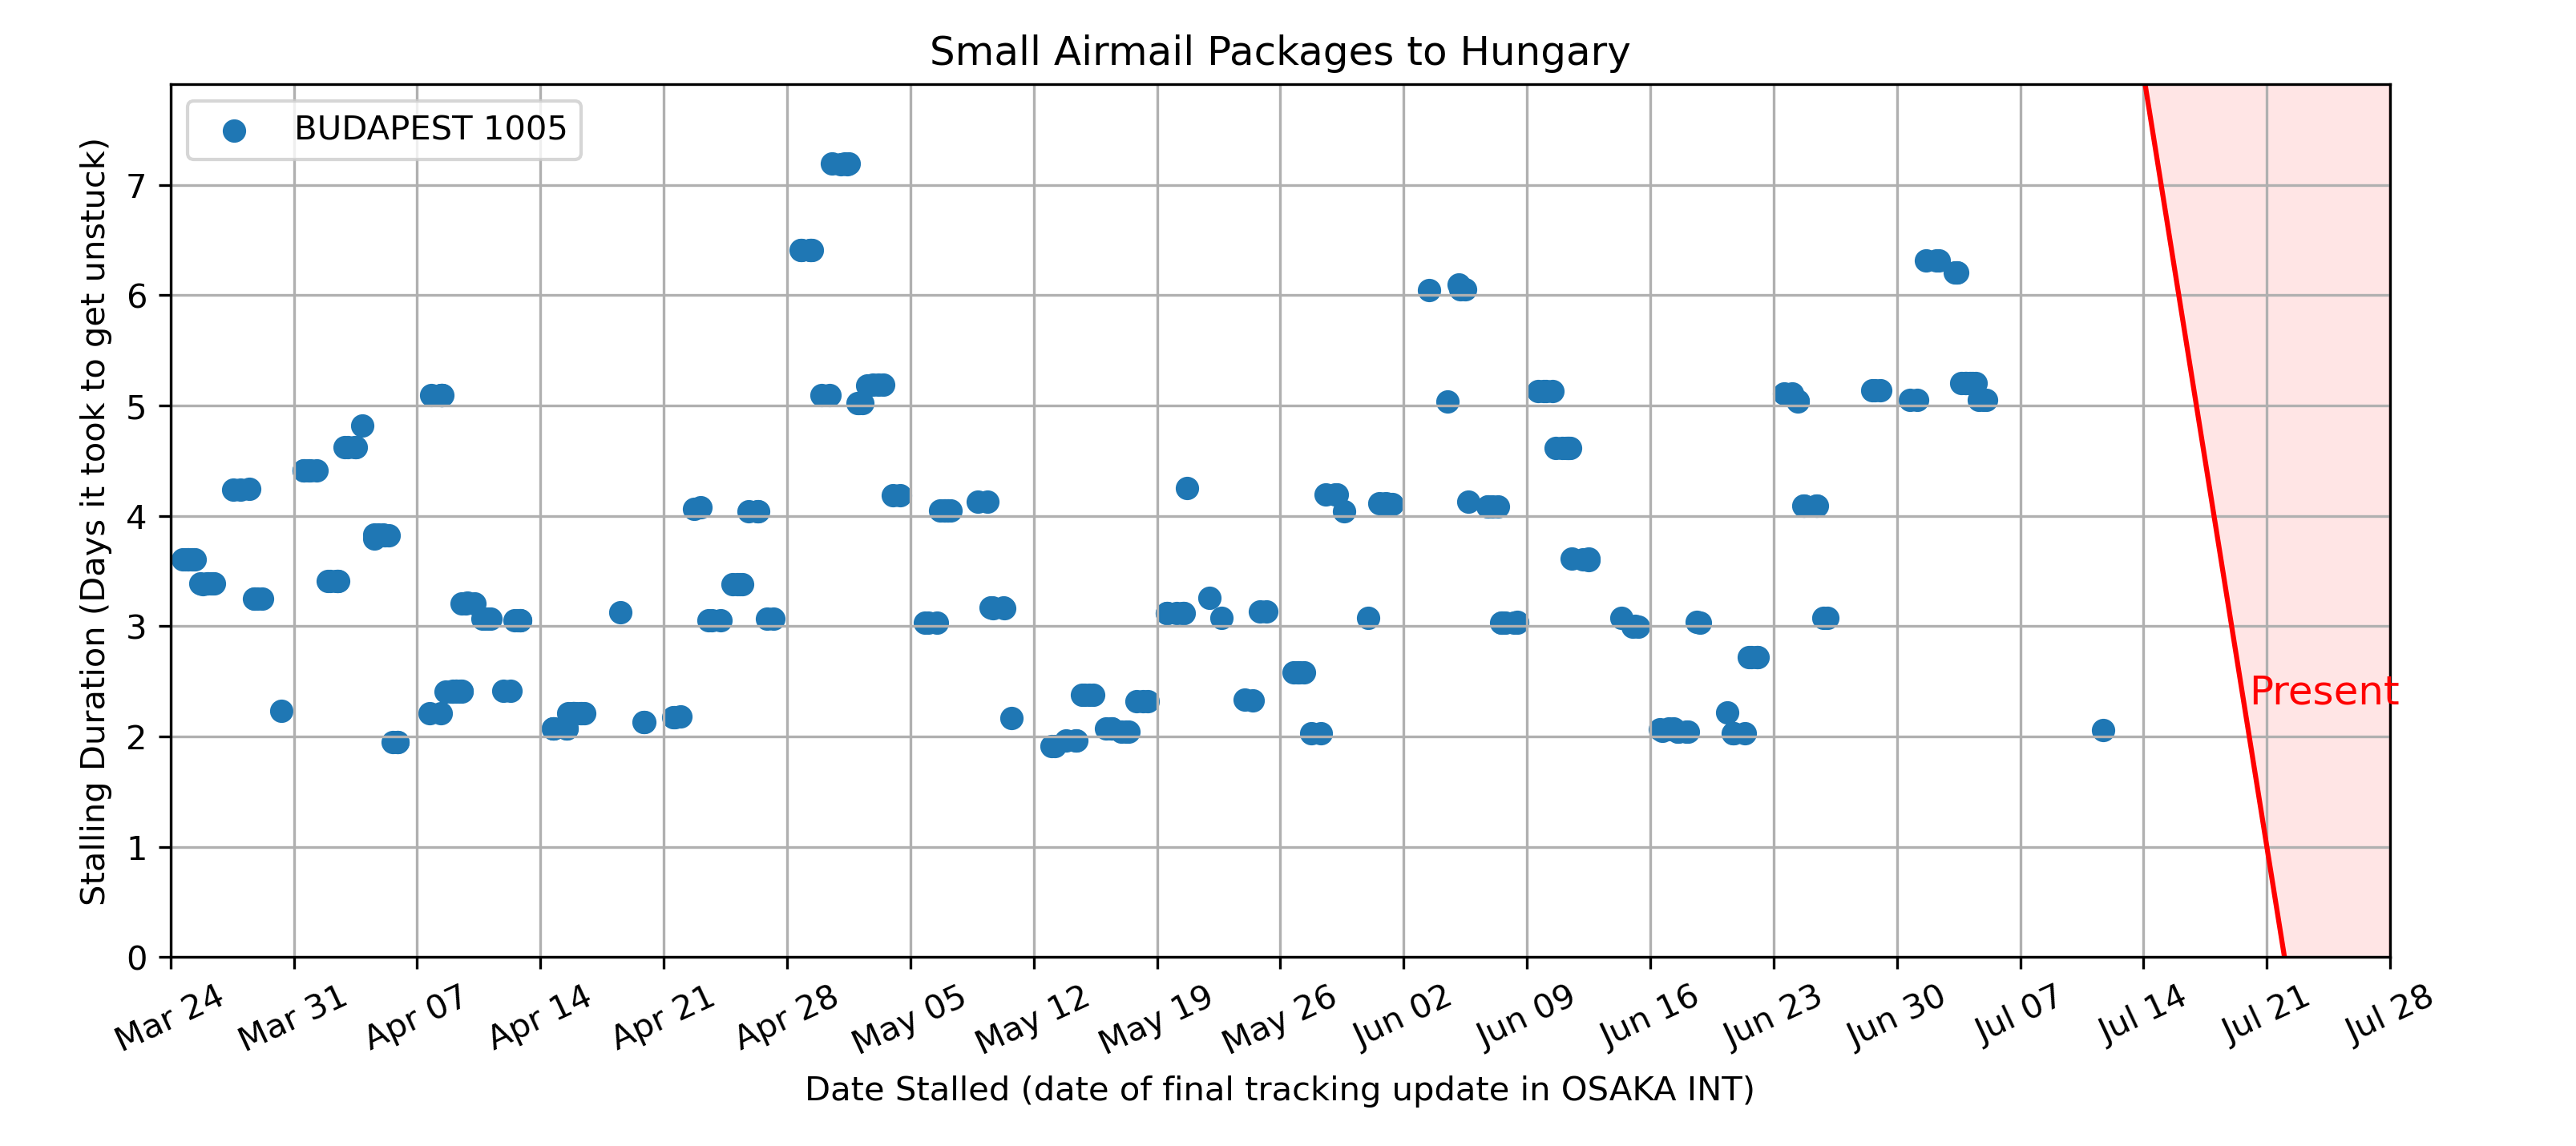 Small Airmail Packages to Hungary
BUDAPEST 1005
Stalling Duration (Days it took to get unstuck)
7
6
5
4
3
2
1
0
Present
Mar 24
Mar 31
Apr 07
Apr 14
Apr 21
Apr 28
May 05
May 12
May 19
May 26
Jun 02
Jun 09
Jun 16
Jun 23
Jun 30
Jul 07
Jul 14
Jul 21
Jul 28
Date Stalled (date of final tracking update in OSAKA INT)